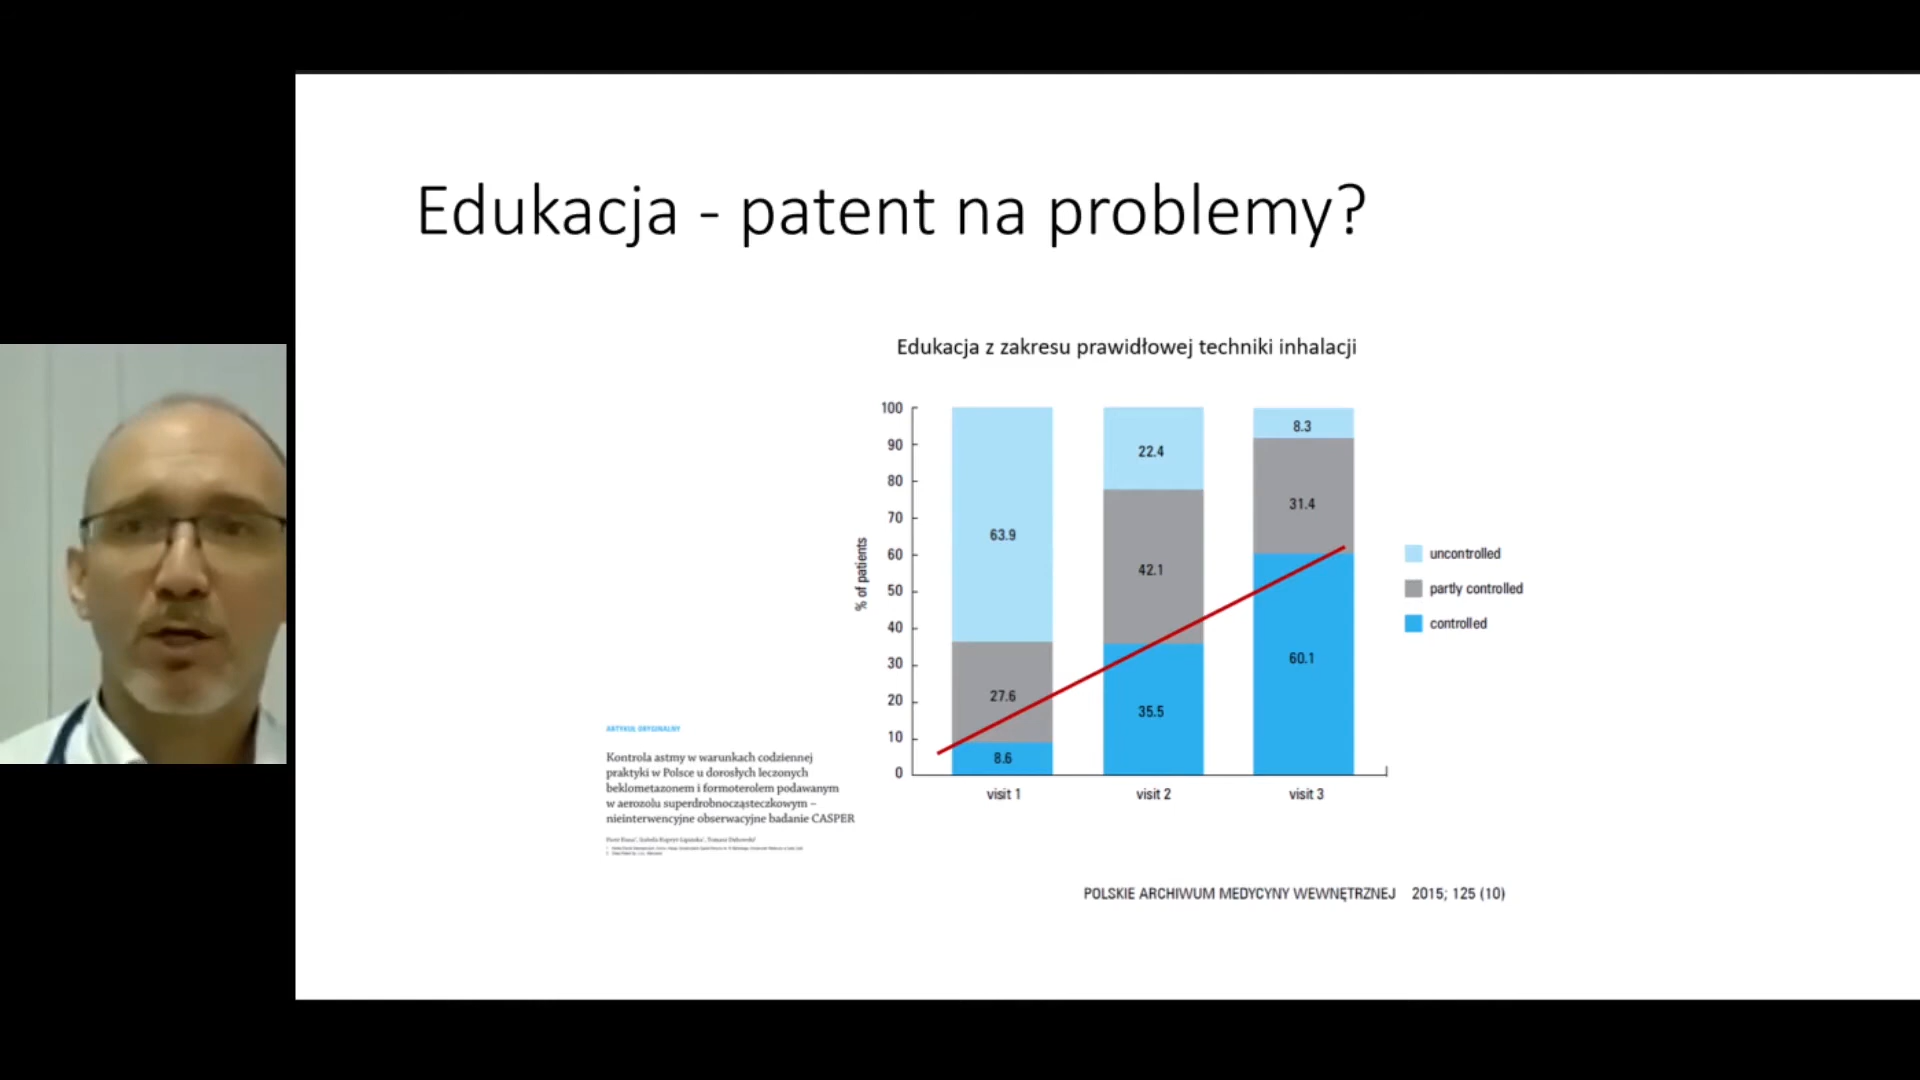 Edukacja - patent na problemy?
Edukacja z zakresu prawidłowej techniki inhalacji
% of patients
100
90
80
70
60
50
40
30
20
10
0
63.9
27.6
8.6
22.4
42.1
35.5
8.3
31.4
60.1
visit 1
visit 2
visit 3
uncontrolled
partly controlled
controlled
ARTYKUŁ ORYGINALNY
Kontrola astmy w warunkach codziennej
praktyki w Polsce u dorosłych leczonych
beklometazonem i formoterolem podawanym
w aerozolu superdrobnocząsteczkowym –
nieinterwencyjne obserwacyjne badanie CASPER
POLSKIE ARCHIWUM MEDYCYNY WEWNĘTRZNEJ 2015; 125 (10)